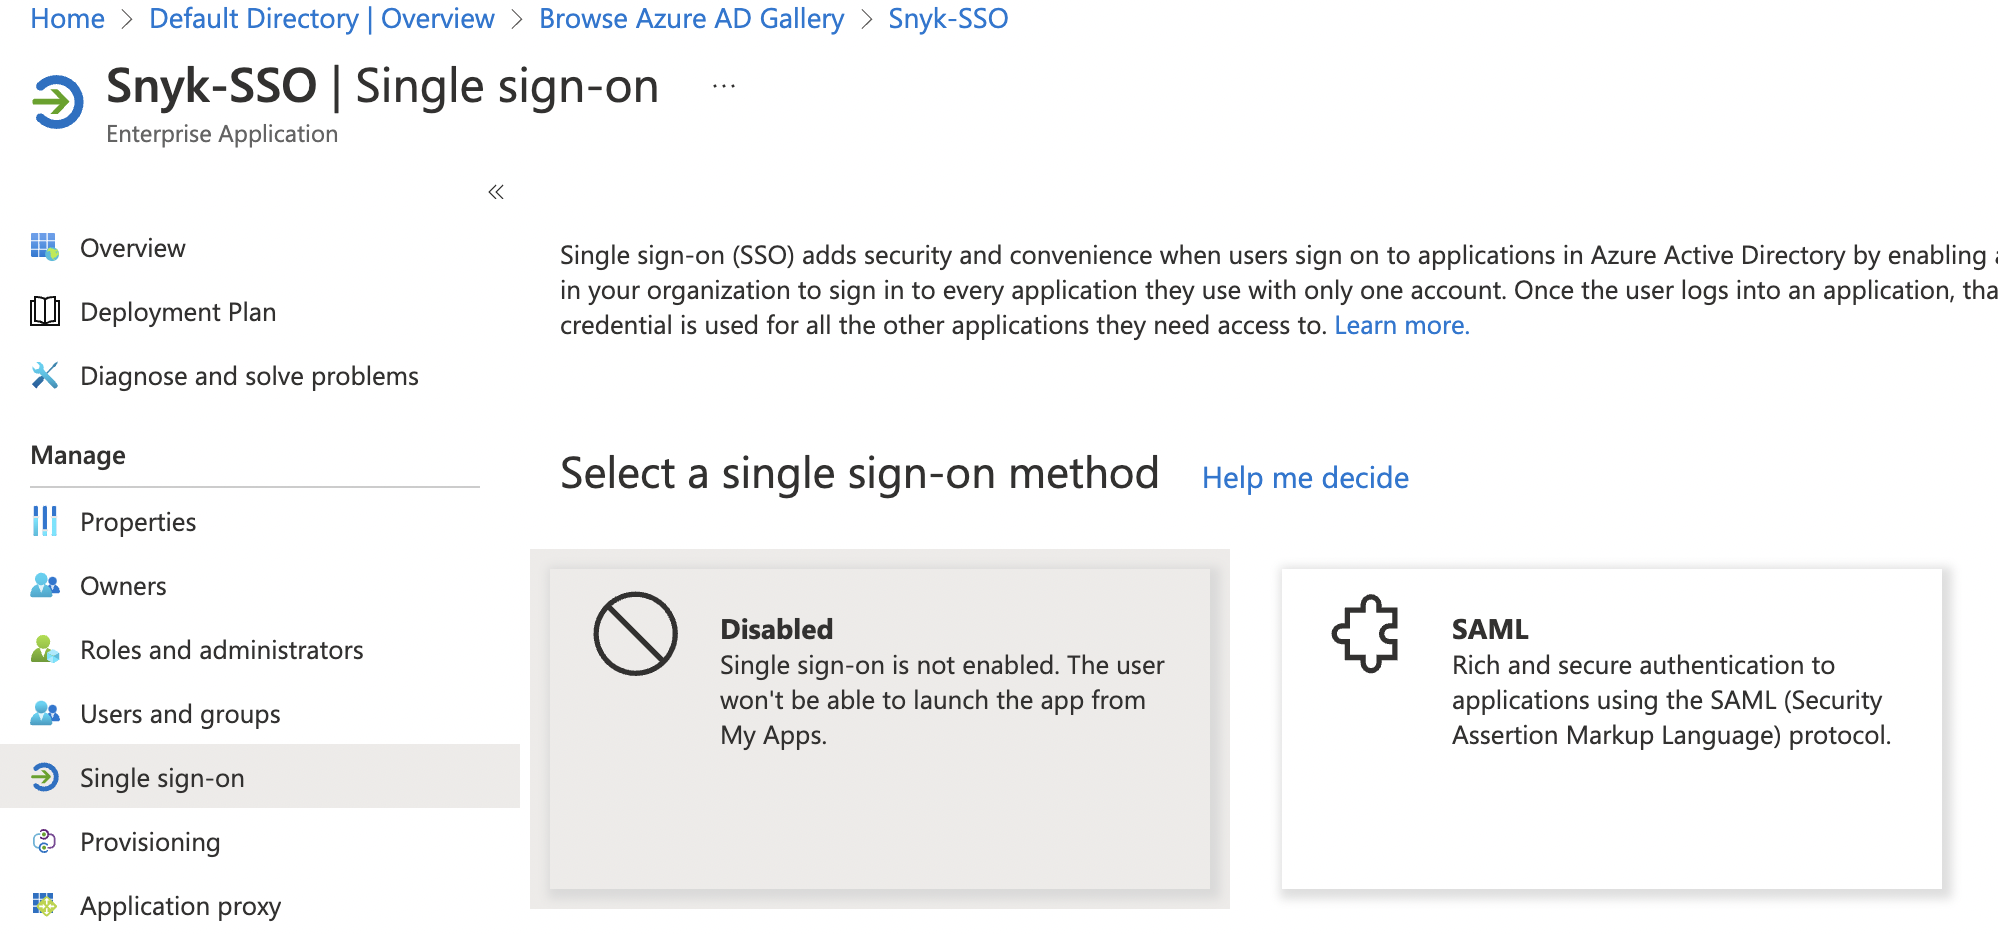 Home > Default Directory | Overview > Browse Azure AD Gallery > Snyk-SSO
Snyk-SSO | Single sign-on ...
Enterprise Application
«
Overview
Deployment Plan
Diagnose and solve problems
Manage
Properties
Owners
Roles and administrators
Users and groups
Single sign-on
Provisioning
Application proxy
Single sign-on (SSO) adds security and convenience when users sign on to applications in Azure Active Directory by enabling a
in your organization to sign in to every application they use with only one account. Once the user logs into an application, tha
credential is used for all the other applications they need access to. Learn more.
Select a single sign-on method Help me decide
Disabled
Single sign-on is not enabled. The user
won't be able to launch the app from
My Apps.
SAML
Rich and secure authentication to
applications using the SAML (Security
Assertion Markup Language) protocol.